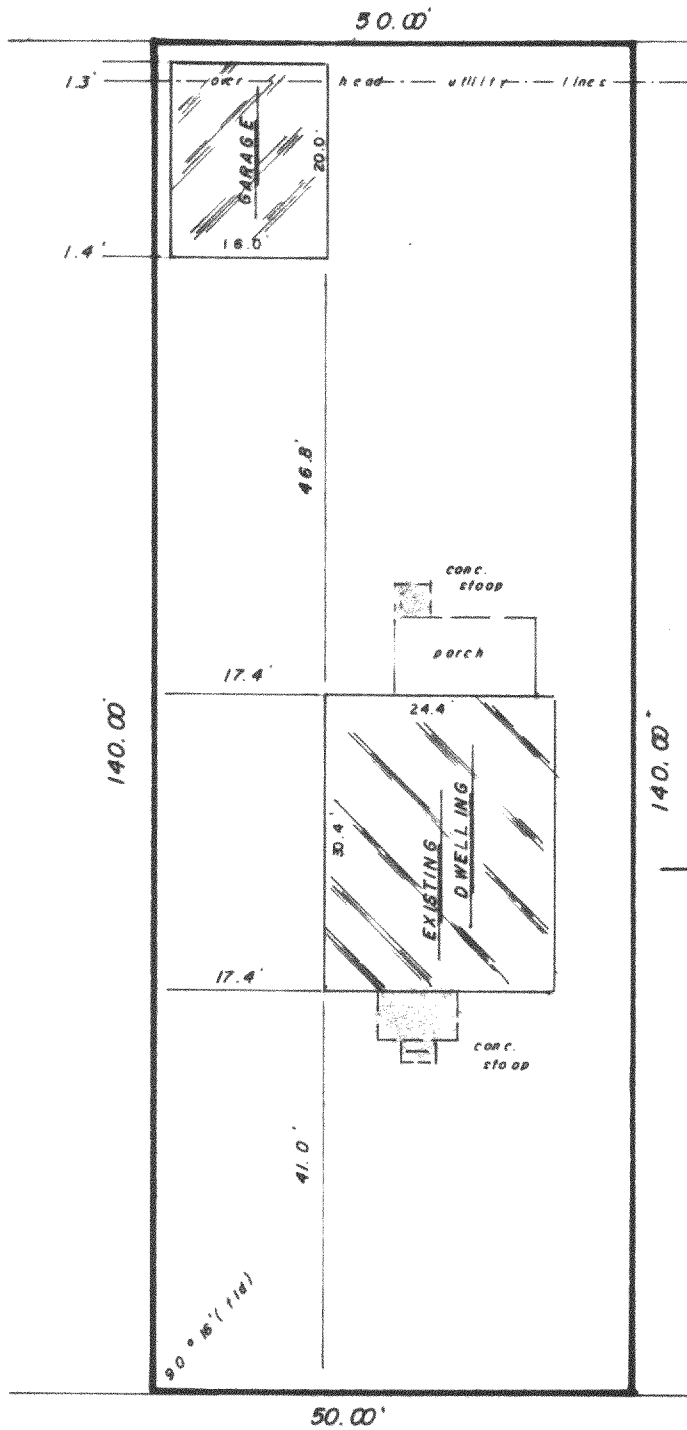 50.00'
1.3'
over head utility lines
GARAGE
20.0'
16.0'
1.4'
46.8'
conc.
stoop
porch
17.4'
24.4'
140.00'
140.00'
30.4'
EXISTING
DWELLING
17.4'
conc.
stoop
41.0'
90° 16' (fld)
50.00'